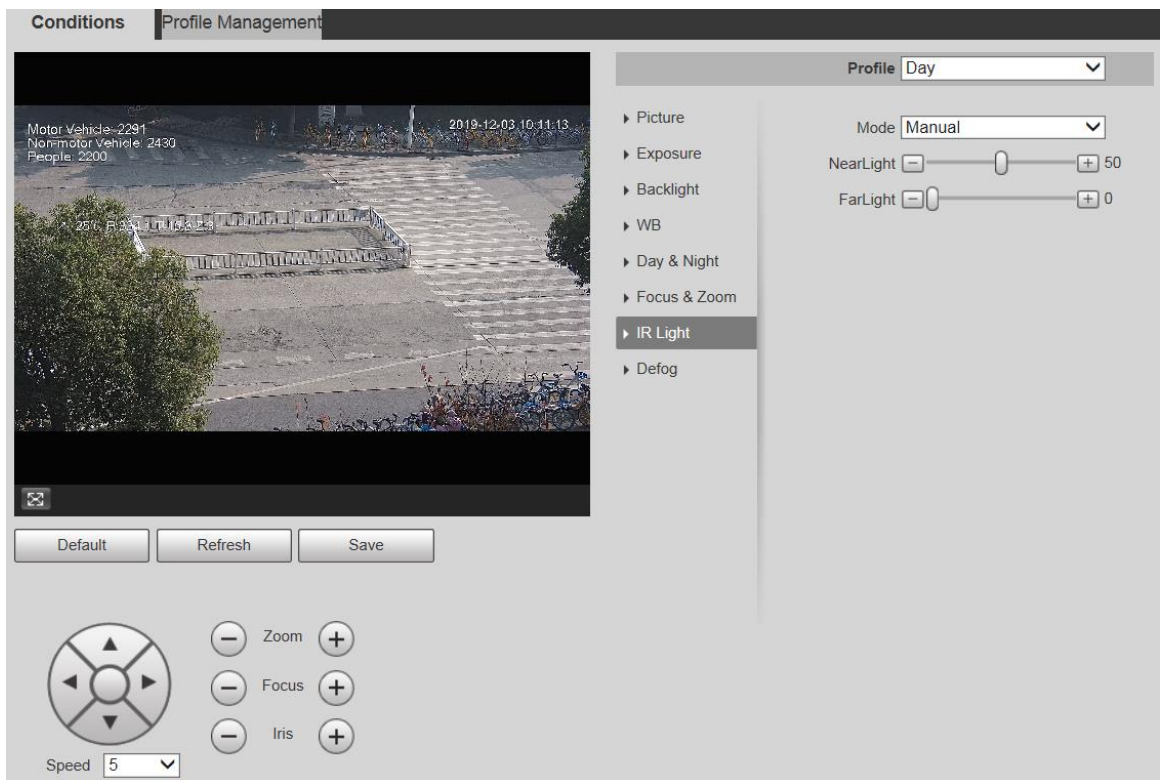 Conditions
Profile Management
Motor Vehicle: 2291
Non-motor Vehicle: 2430
People: 2200
2019-12-03 10:11:13
Default
Refresh
Save
Zoom
Focus
Iris
Speed 5
Profile Day
Picture
Exposure
Backlight
WB
Day & Night
Focus & Zoom
IR Light
Defog
Mode Manual
NearLight 50
FarLight 0